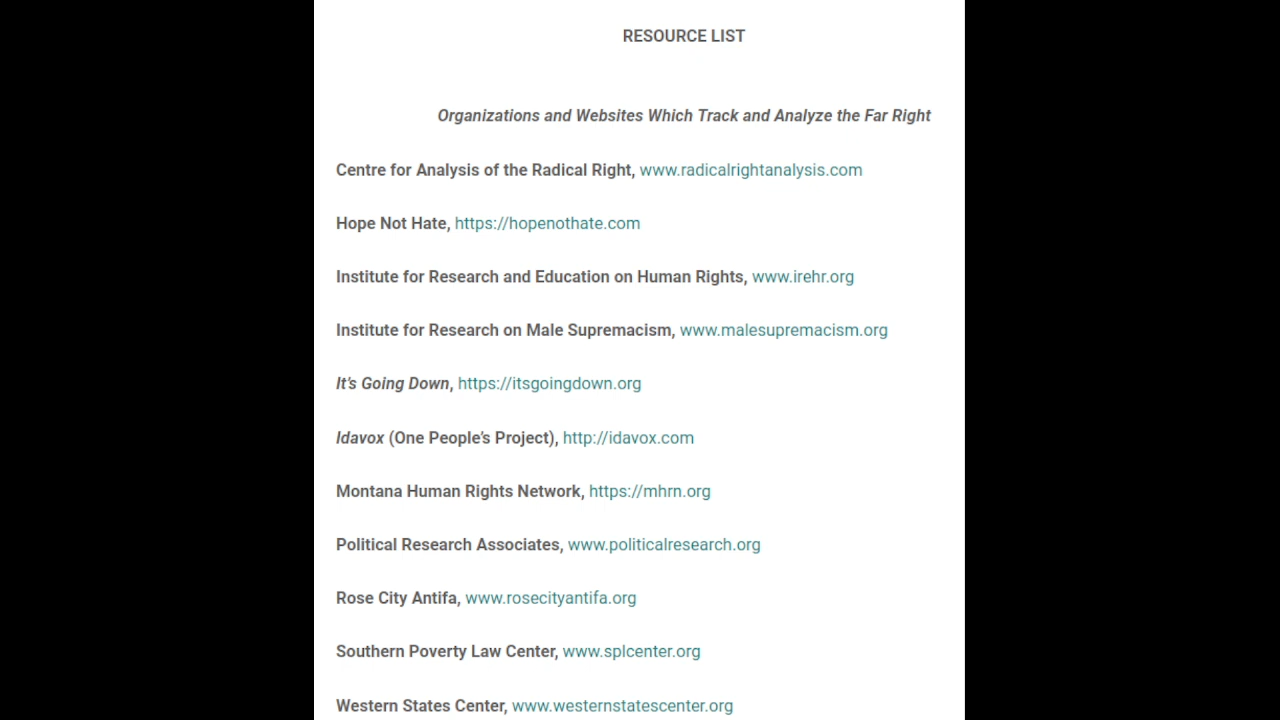 RESOURCE LIST
Organizations and Websites Which Track and Analyze the Far Right
Centre for Analysis of the Radical Right, www.radicalrightanalysis.com
Hope Not Hate, https://hopenothate.com
Institute for Research and Education on Human Rights, www.irehr.org
Institute for Research on Male Supremacism, www.malesupremacism.org
It's Going Down, https://itsgoingdown.org
Idavox (One People's Project), http://idavox.com
Montana Human Rights Network, https://mhrn.org
Political Research Associates, www.politicalresearch.org
Rose City Antifa, www.rosecityantifa.org
Southern Poverty Law Center, www.splcenter.org
Western States Center, www.westernstatescenter.org